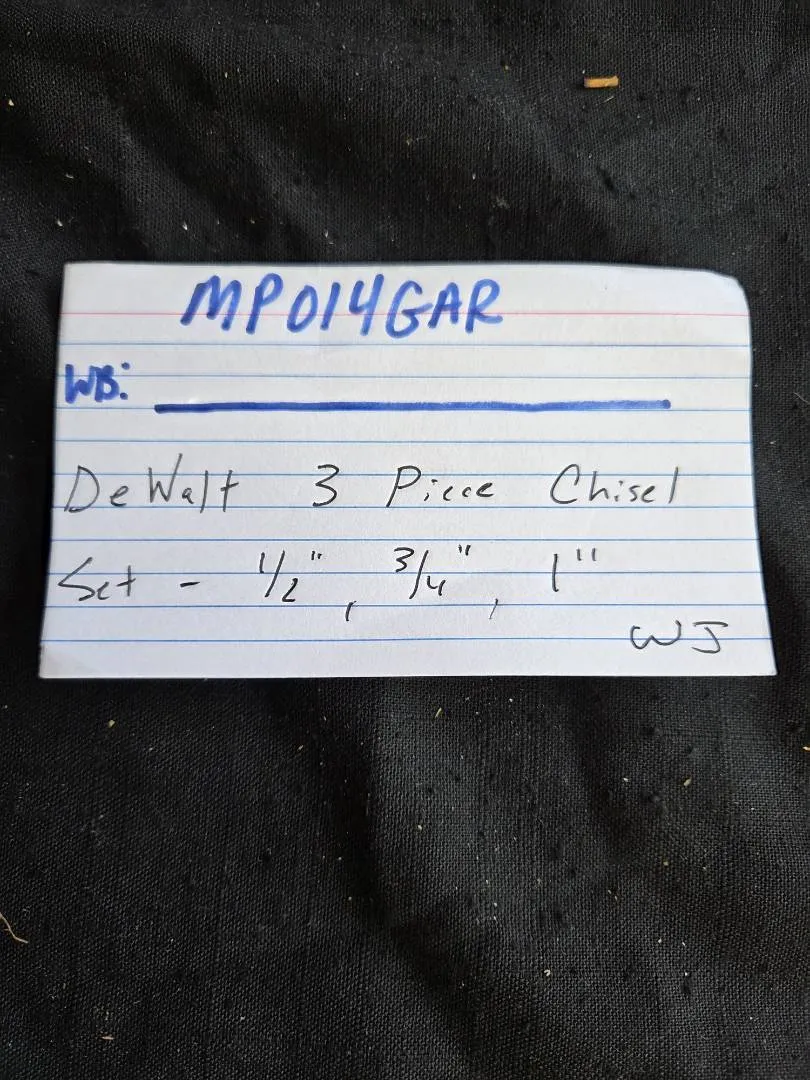 MP014GAR
WB:
DeWalt 3 Piece Chisel
Set - 1/2", 3/4", 1"
WJ